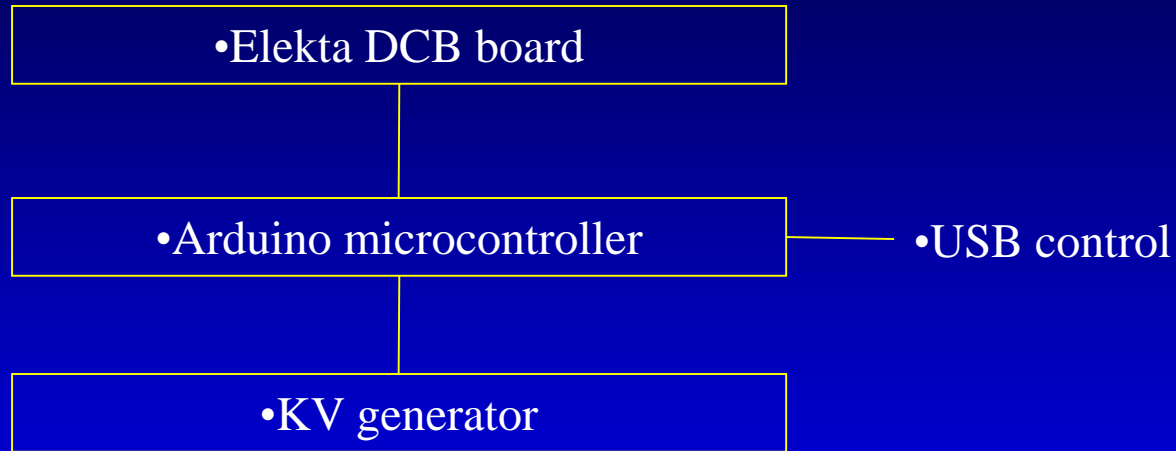 •Elekta DCB board
•Arduino microcontroller
•USB control
•KV generator